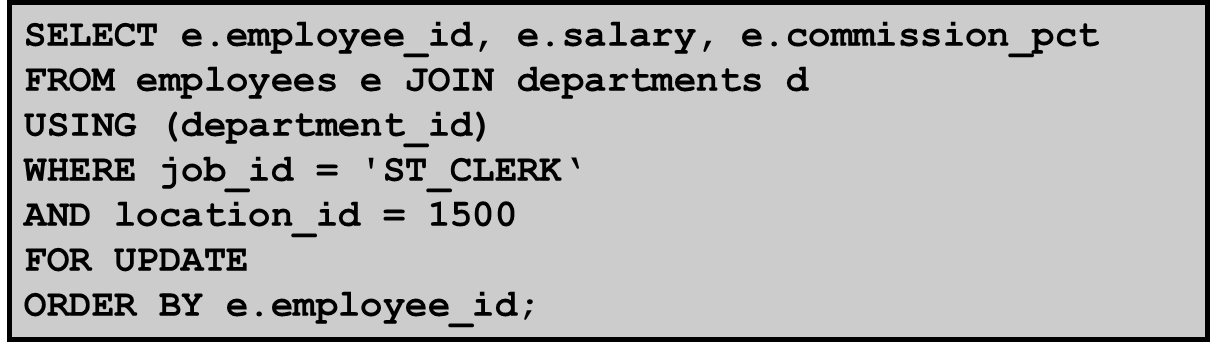 SELECT e.employee_id, e.salary, e.commission_pct
FROM employees e JOIN departments d
USING (department_id)
WHERE job_id = 'ST_CLERK‘
AND location_id = 1500
FOR UPDATE
ORDER BY e.employee_id;